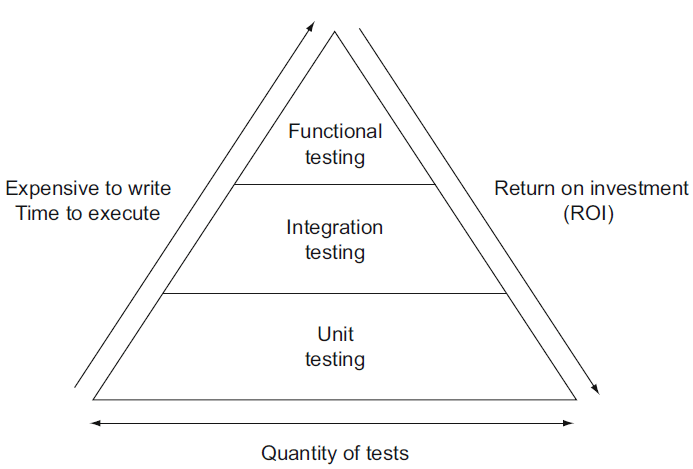 Functional
testing
Expensive to write
Time to execute
Return on investment
(ROI)
Integration
testing
Unit
testing
Quantity of tests